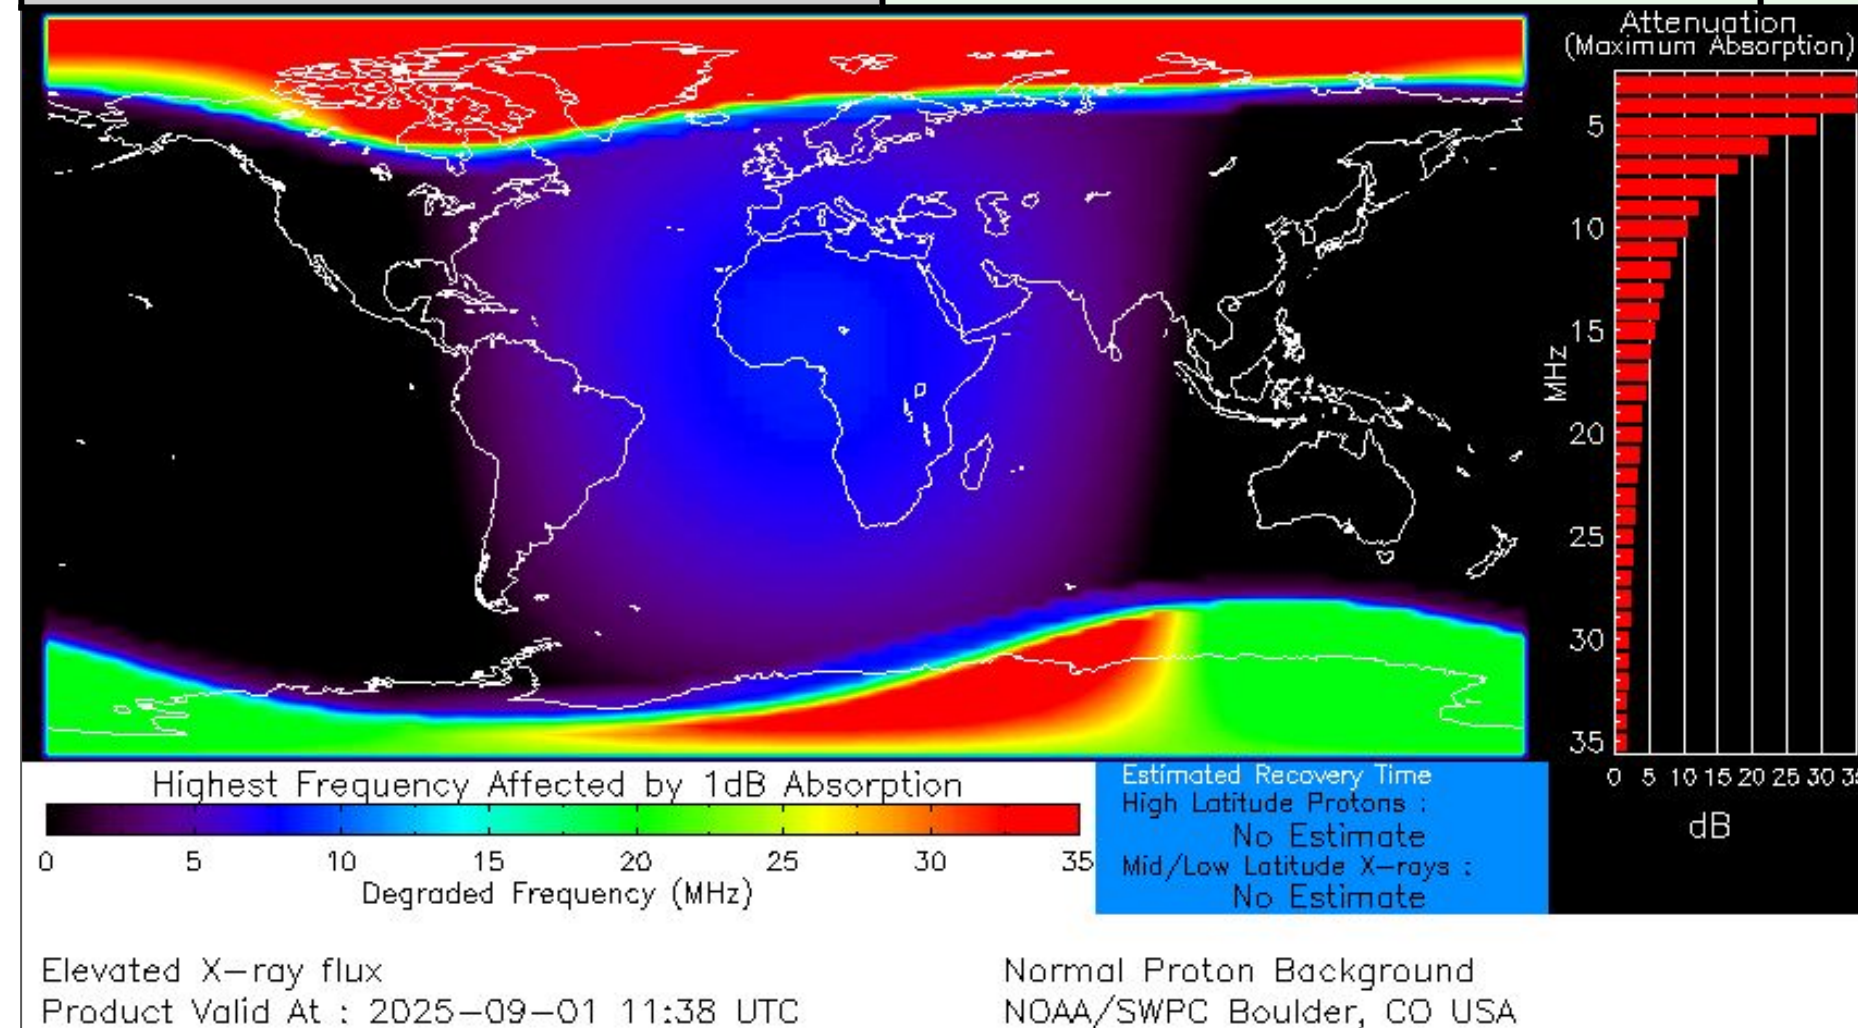 Attenuation
(Maximum Absorption)
5
10
15
20
25
30
35
MHz
0 5 10 15 20 25 30
dB
Highest Frequency Affected by 1dB Absorption
0 5 10 15 20 25 30 35
Degraded Frequency (MHz)
Estimated Recovery Time
High Latitude Protons :
No Estimate
Mid/Low Latitude X-rays :
No Estimate
Elevated X-ray flux
Normal Proton Background
Product Valid At : 2025-09-01 11:38 UTC
NOAA/SWPC Boulder, CO USA